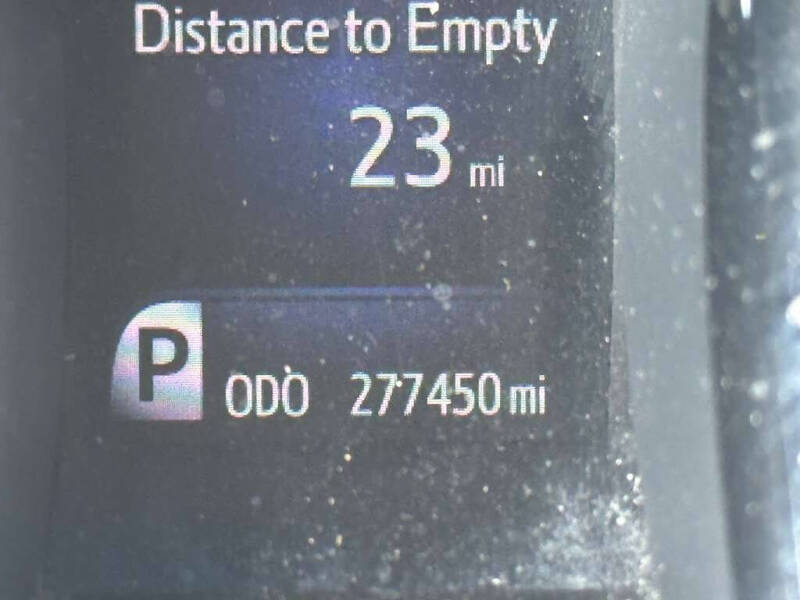 Distance to Empty
23 mi
P ODO 277450 mi